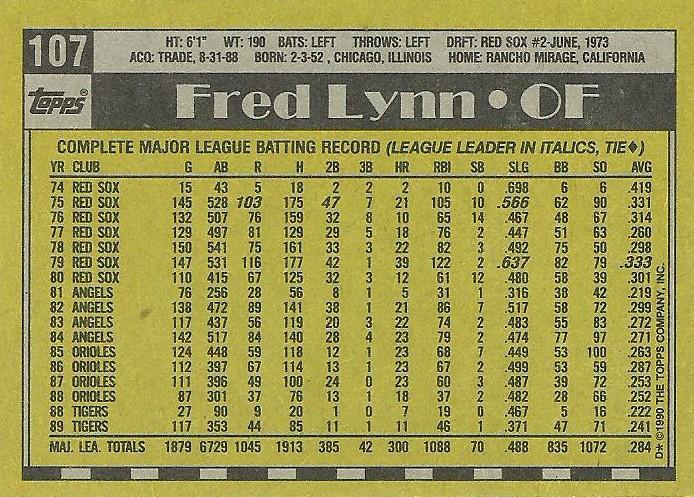 107
HT: 6'1" WT: 190 BATS: LEFT THROWS: LEFT DRFT: RED SOX #2-JUNE, 1973
ACQ: TRADE, 8-31-88 BORN: 2-3-52, CHICAGO, ILLINOIS HOME: RANCHO MIRAGE, CALIFORNIA
Topps®
Fred Lynn • OF
COMPLETE MAJOR LEAGUE BATTING RECORD (LEAGUE LEADER IN ITALICS, TIE♦)
YR CLUB G AB R H 2B 3B HR RBI SB SLG BB SO AVG
74 RED SOX 15 43 5 18 2 2 2 10 0 .698 6 6 .419
75 RED SOX 145 528 103 175 47 7 21 105 10 .566 62 90 .331
76 RED SOX 132 507 76 159 32 8 10 65 14 .467 48 67 .314
77 RED SOX 129 497 81 129 29 5 18 76 2 .447 51 63 .260
78 RED SOX 150 541 75 161 33 3 22 82 3 .492 75 50 .298
79 RED SOX 147 531 116 177 42 1 39 122 2 .637 82 79 .333
80 RED SOX 110 415 67 125 32 3 12 61 12 .480 58 39 .301
81 ANGELS 76 256 28 56 8 1 5 31 1 .316 38 42 .219
82 ANGELS 138 472 89 141 38 1 21 86 7 .517 58 72 .299
83 ANGELS 117 437 56 119 20 3 22 74 2 .483 55 83 .272
84 ANGELS 142 517 84 140 28 4 23 79 2 .474 77 97 .271
85 ORIOLES 124 448 59 118 12 1 23 68 7 .449 53 100 .263
86 ORIOLES 112 397 67 114 13 1 23 67 2 .499 53 59 .287
87 ORIOLES 111 396 49 100 24 0 23 60 3 .487 39 72 .253
88 ORIOLES 87 301 37 76 13 1 18 37 2 .482 28 66 .252
88 TIGERS 27 90 9 20 1 0 7 19 0 .467 5 16 .222
89 TIGERS 117 353 44 85 11 1 11 46 1 .371 47 71 .241
MAJ. LEA. TOTALS 1879 6729 1045 1913 385 42 300 1088 70 .488 835 1072 .284
D* ©1990 THE TOPPS COMPANY, INC.